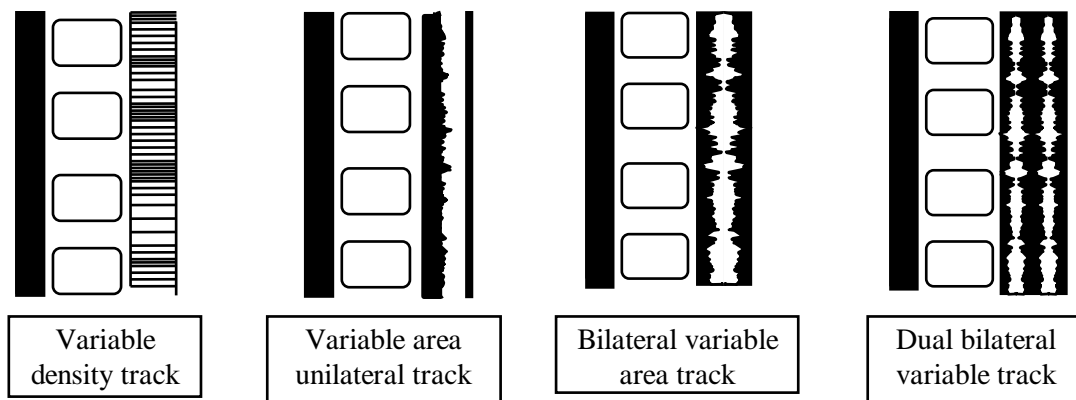 Variable
density track
Variable area
unilateral track
Bilateral variable
area track
Dual bilateral
variable track